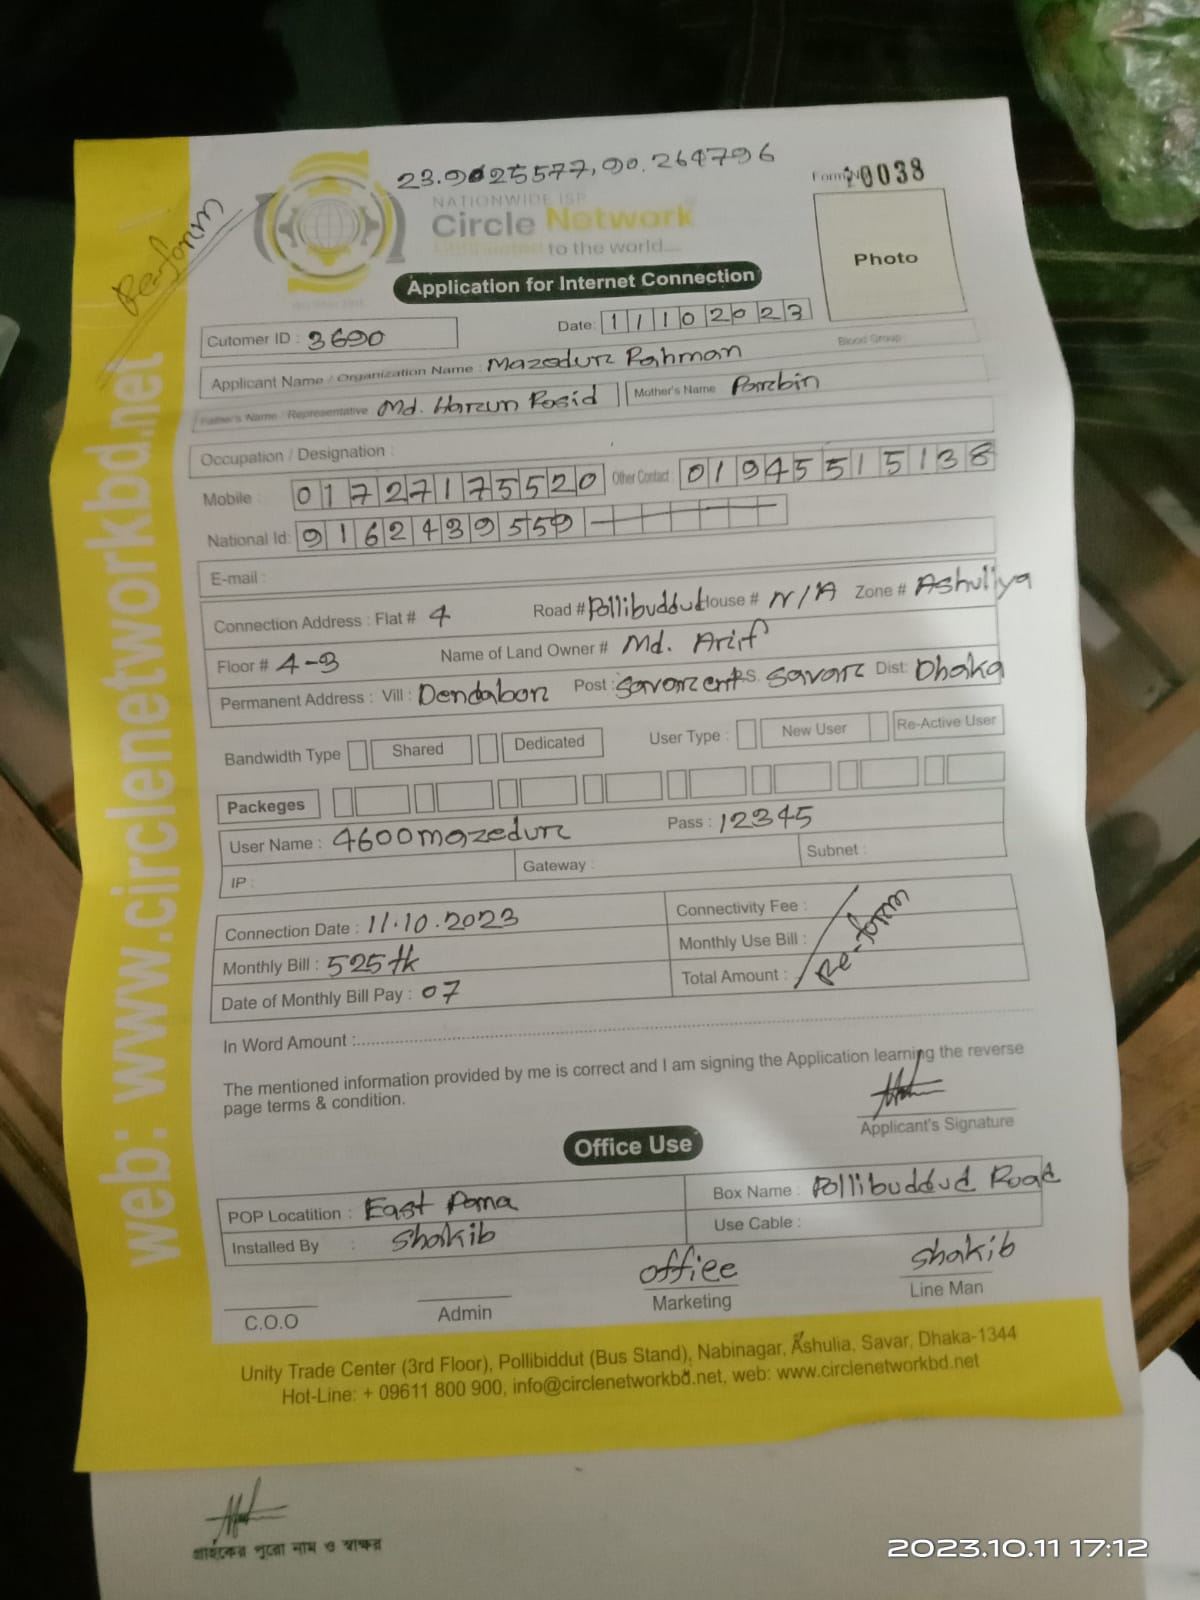 23.9025577, 90.264796
Re-form
NATIONWIDE ISP
Circle Network
to the world....
Form No 10038
Photo
Application for Internet Connection
Cutomer ID : 3690
Date: 11102023
Blood Group :
Applicant Name / Organization Name : Mazedur Rahman
Father's Name / Representative Md. Harun Rosid Mother's Name Parbin
Occupation / Designation :
Mobile : 01727175520 Other Contact : 01945515138
National Id: 9162439559
E-mail :
Connection Address : Flat # 4 Road # Pollibuddud House # N/A Zone # Ashuliya
Floor # 4-B Name of Land Owner # Md. Arif
Permanent Address : Vill : Dendabor Post : Savar cent P.S. Savar Dist: Dhaka
Bandwidth Type Shared Dedicated User Type : New User Re-Active User
Packeges
User Name : 4600mazedur Pass : 12345
IP : Gateway : Subnet :
Connection Date : 11.10.2023 Connectivity Fee :
Monthly Bill : 525 tk Monthly Use Bill :
Re-form
Date of Monthly Bill Pay : 07 Total Amount :
In Word Amount :
The mentioned information provided by me is correct and I am signing the Application learning the reverse
page terms & condition.
Applicant's Signature
Office Use
POP Locatition : East Para Box Name : Pollibuddud Road
Installed By : Shakib Use Cable :
office Shakib
C.O.O Admin Marketing Line Man
Unity Trade Center (3rd Floor), Pollibiddut (Bus Stand), Nabinagar, Ashulia, Savar, Dhaka-1344
Hot-Line: + 09611 800 900, info@circlenetworkbd.net, web: www.circlenetworkbd.net
web: www.circlenetworkbd.net
গ্রাহকের পুরো নাম ও স্বাক্ষর
2023.10.11 17:12